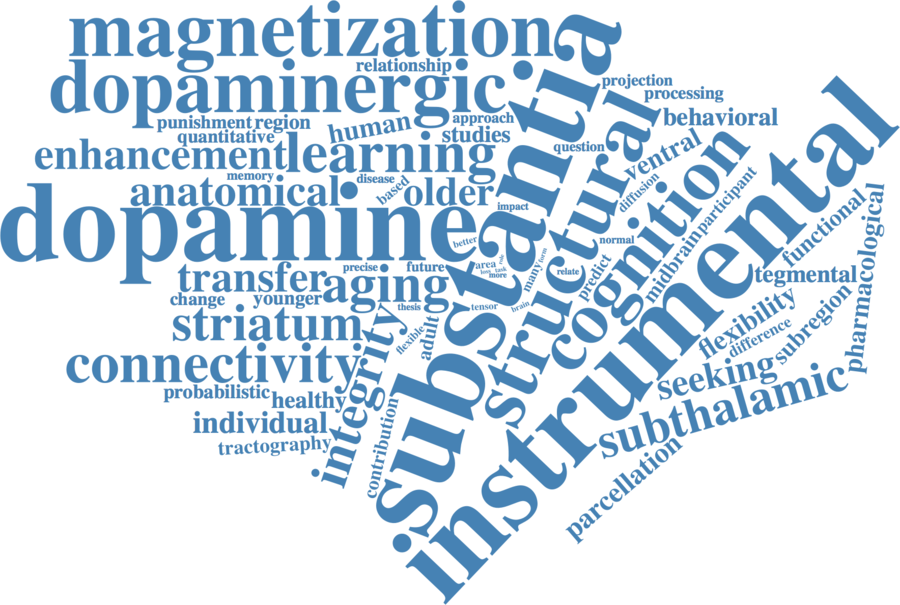 magnetization
relationship
dopaminergic
punishment region
approach
quantitative
human
studies
enhancement
learning
memory
disease
anatomical
based
older
dopamine
impact
better
transfer
precise
future
aging
change
younger
thesis
striatum
flexible
adult
connectivity
integrity
probabilistic
healthy
individual
tractography
contribution
substantia
area
role
loss
task
more
tensor
brain
many
form
relate
normal
structural
question
projection
processing
behavioral
ventral
diffusion
cognition
predict
midbrain
participant
instrumental
functional
pharmacological
tegmental
flexibility
difference
subregion
seeking
subthalamic
parcellation